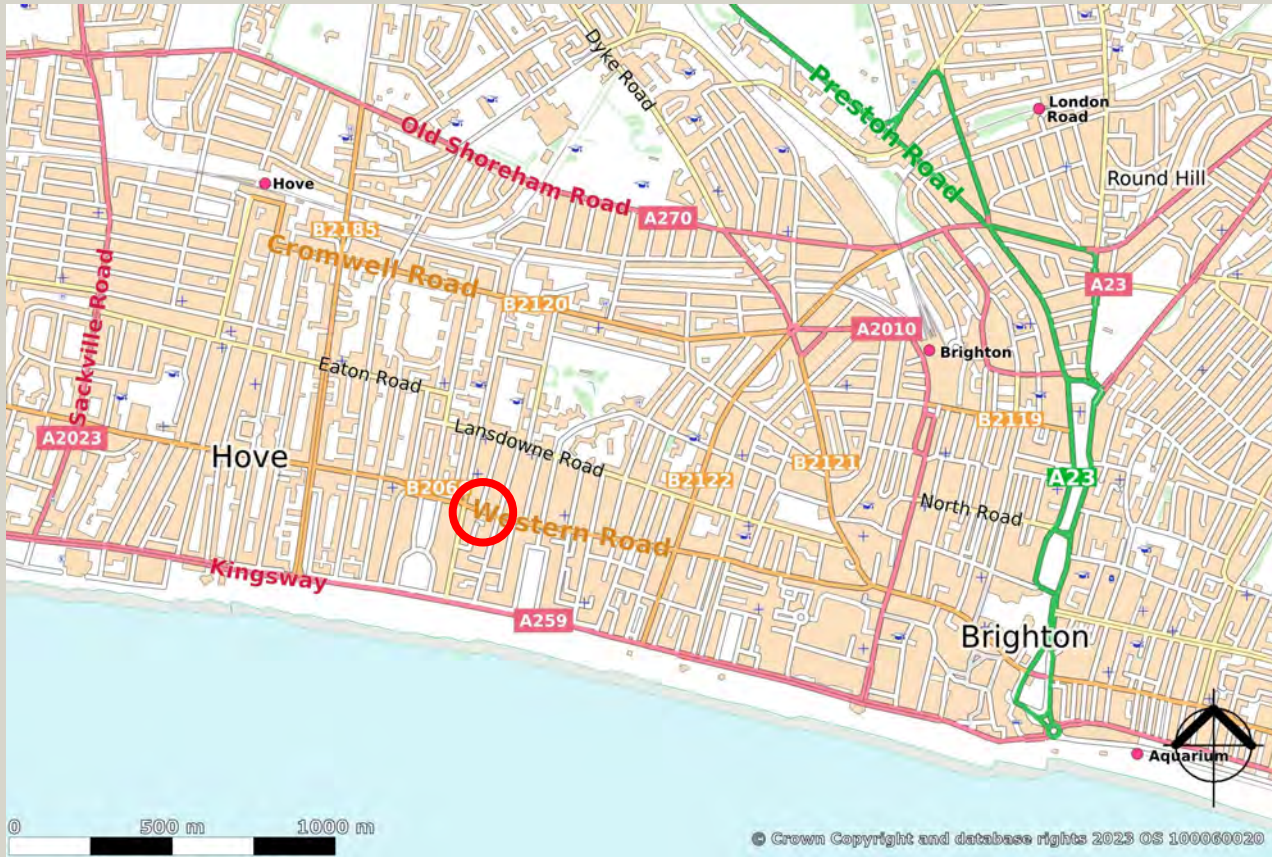 Dyke Road
Preston Road
London
Road
Old Shoreham Road
Round Hill
Hove
A270
B2185
Cromwell Road
Sackville Road
B2120
A23
A2010
Brighton
Eaton Road
B2119
A2023
Hove
Lansdowne Road
B2121
B2122
A23
B206
Western Road
North Road
Kingsway
A259
Brighton
Aquarium
0 500 m 1000 m
© Crown Copyright and database rights 2023 OS 100060020